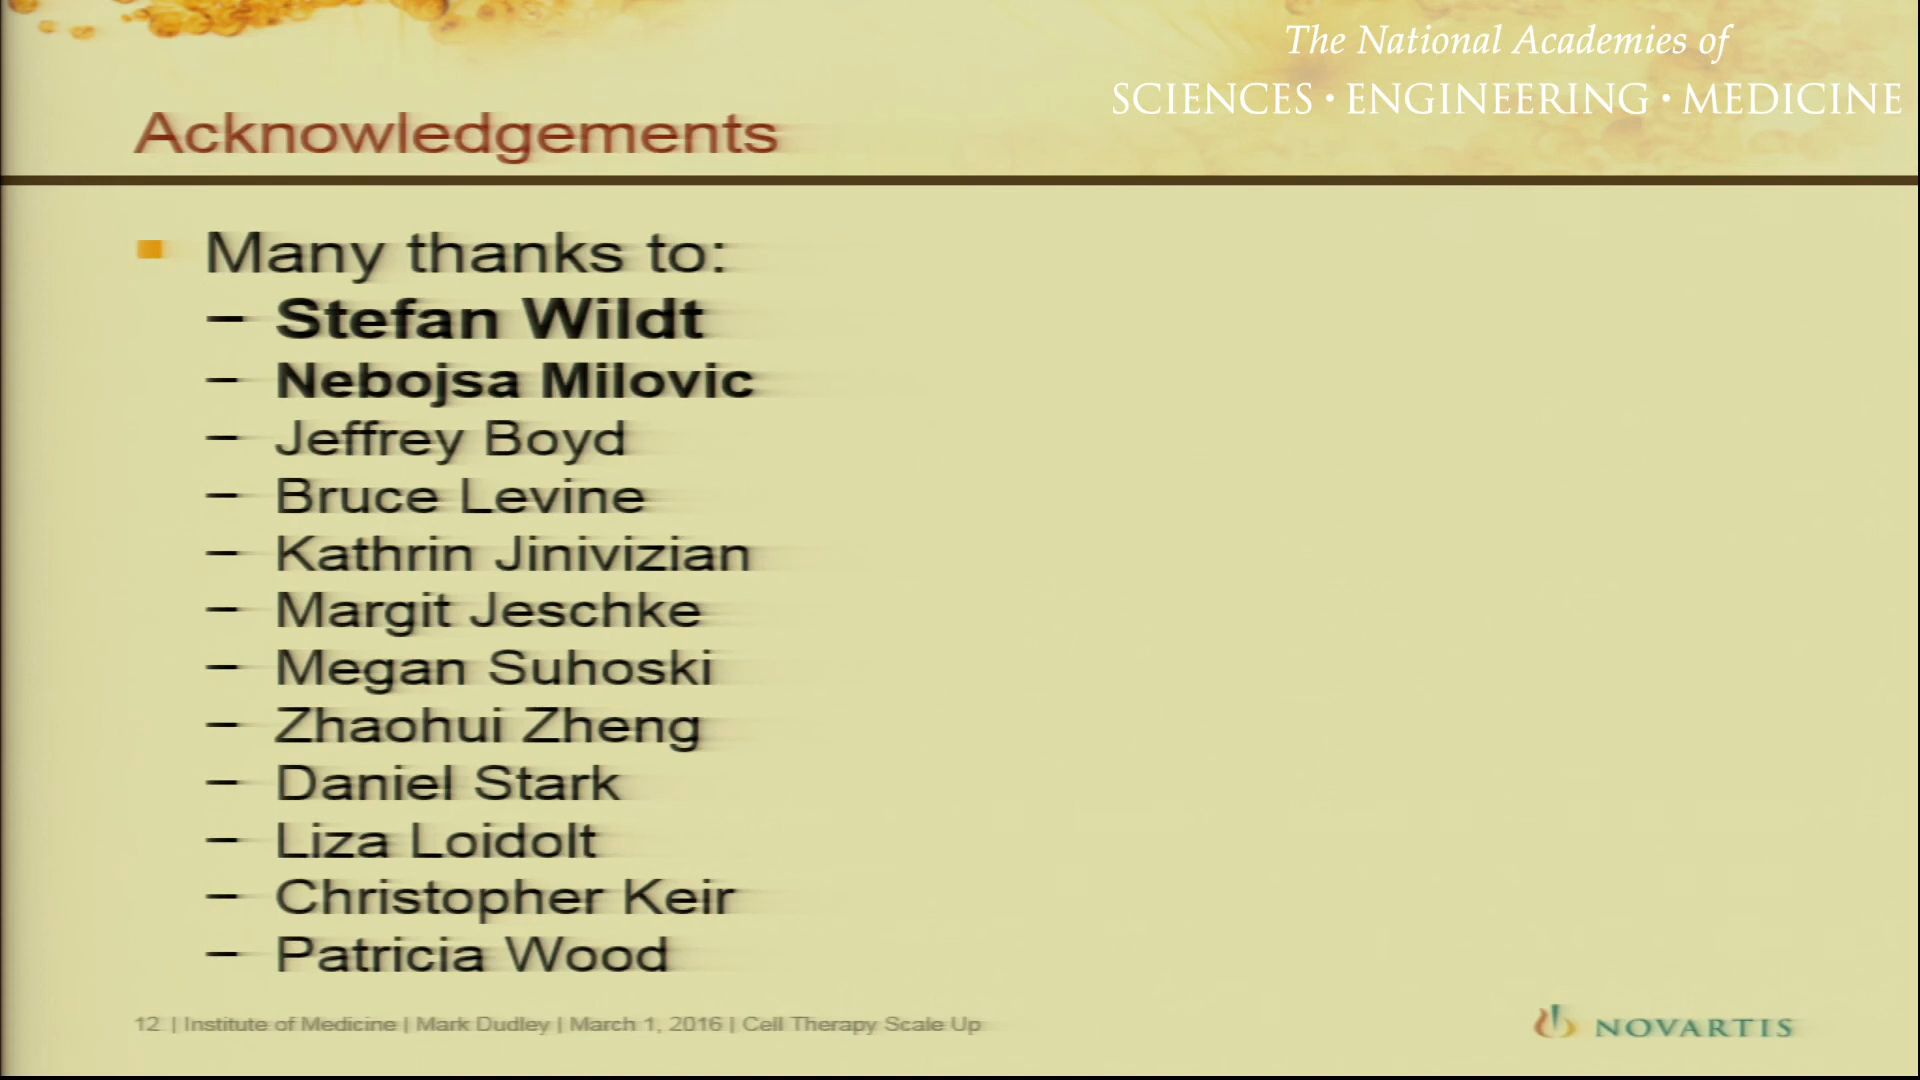 The National Academies of
SCIENCES • ENGINEERING • MEDICINE
Acknowledgements
Many thanks to:
– Stefan Wildt
– Nebojsa Milovic
– Jeffrey Boyd
– Bruce Levine
– Kathrin Jinivizian
– Margit Jeschke
– Megan Suhoski
– Zhaohui Zheng
– Daniel Stark
– Liza Loidolt
– Christopher Keir
– Patricia Wood
12 | Institute of Medicine | Mark Dudley | March 1, 2016 | Cell Therapy Scale Up
NOVARTIS